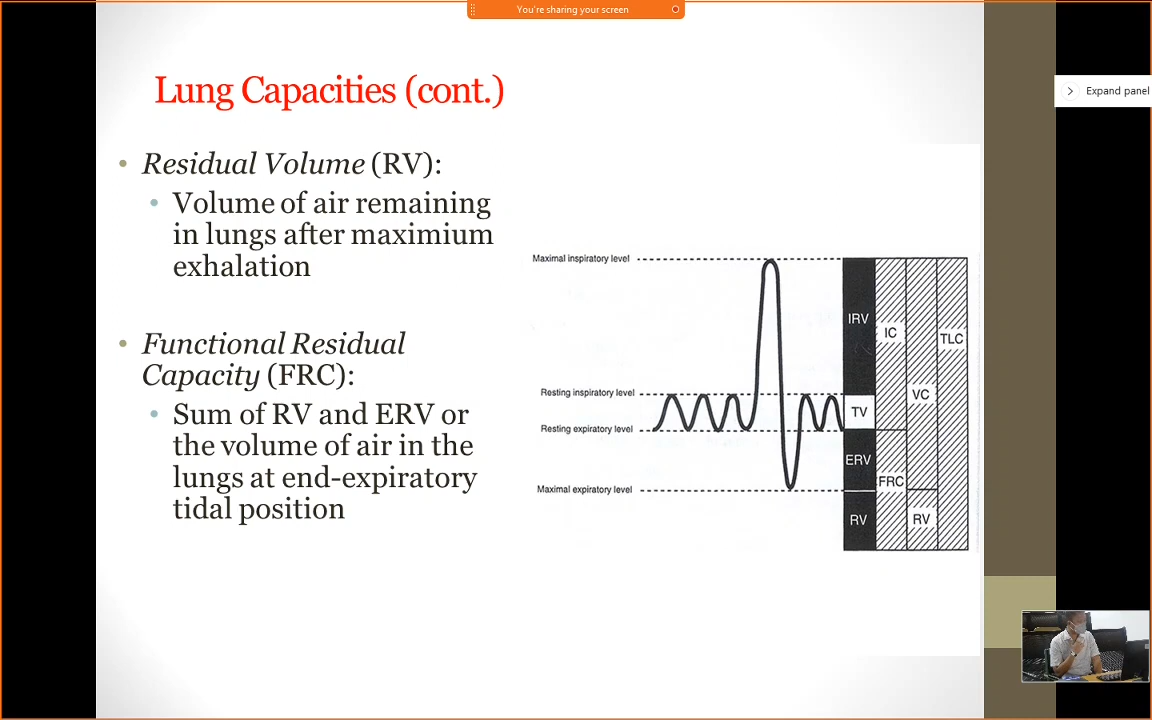 You're sharing your screen
Expand panel
Lung Capacities (cont.)
• Residual Volume (RV):
• Volume of air remaining
in lungs after maximium
exhalation
• Functional Residual
Capacity (FRC):
• Sum of RV and ERV or
the volume of air in the
lungs at end-expiratory
tidal position
Maximal inspiratory level
Resting inspiratory level
Resting expiratory level
Maximal expiratory level
IRV
IC
TLC
VC
TV
ERV
FRC
RV
RV